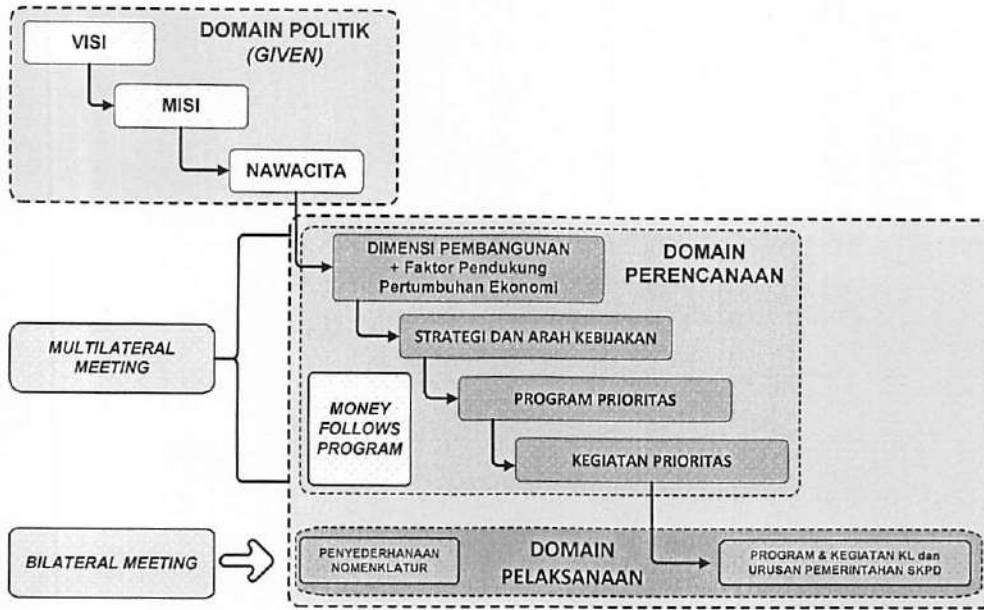 VISI
DOMAIN POLITIK
(GIVEN)
MISI
NAWACITA
DIMENSI PEMBANGUNAN
+ Faktor Pendukung
Pertumbuhan Ekonomi
DOMAIN
PERENCANAAN
STRATEGI DAN ARAH KEBIJAKAN
MULTILATERAL
MEETING
MONEY
FOLLOWS
PROGRAM
PROGRAM PRIORITAS
KEGIATAN PRIORITAS
BILATERAL MEETING
PENYEDERHANAAN
NOMENKLATUR
DOMAIN
PELAKSANAAN
PROGRAM & KEGIATAN KL dan
URUSAN PEMERINTAHAN SKPD